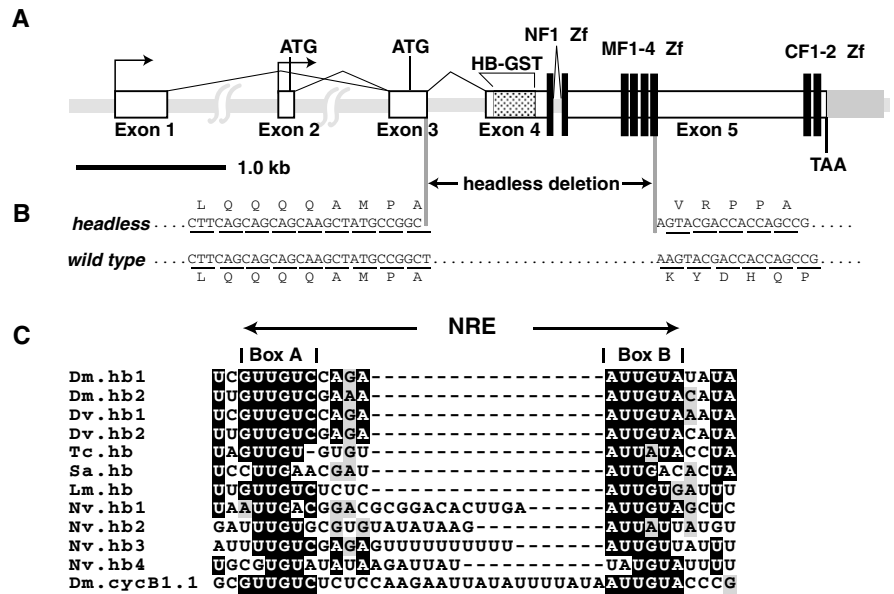 A
NF1 Zf
ATG
ATG
MF1-4 Zf
CF1-2 Zf
HB-GST
Exon 1
Exon 2
Exon 3
Exon 4
Exon 5
1.0 kb
TAA
headless deletion
B
L Q Q Q Q A M P A
V R P P A
headless ....CTTCAGCAGCAGCAAGCTATGCCGGC
AGTACGACCACCAGCCG.....
wild type ....CTTCAGCAGCAGCAAGCTATGCCGGCT.......................AAGTACGACCACCAGCCG.....
L Q Q Q Q A M P A
K Y D H Q P
C
NRE
Box A
Box B
Dm.hb1 UCGUUGUCCAGA------------------AUUGUAUAUA
Dm.hb2 UUGUUGUCGAAA------------------AUUGUACAUA
Dv.hb1 UCGUUGUCCAGA------------------AUUGUAAAUA
Dv.hb2 UUGUUGUCGAGA------------------AUUGUACAUA
Tc.hb UAGUUGU-GUGU------------------AUUAUACCUA
Sa.hb UCCUUGAACGAU------------------AUUGACACUA
Lm.hb UUGUUGUCUCUC------------------AUUGUGAUUU
Nv.hb1 UAAUUGACGGACGCGGACACUUGA------AUUGUAGCUC
Nv.hb2 GAUUUGUGCGUGUAUAUAAG----------AUUAUUAUGU
Nv.hb3 AUUUUGUCGAGAGUUUUUUUUUU-------AUUGUUAUUU
Nv.hb4 UGCGUGUAUAUAAGAUUAU-----------UAUGUAUUUU
Dm.cycB1.1 GCGUUGUCUCUCCAAGAAUUAUAUUUUAUAAUUGUACCCG